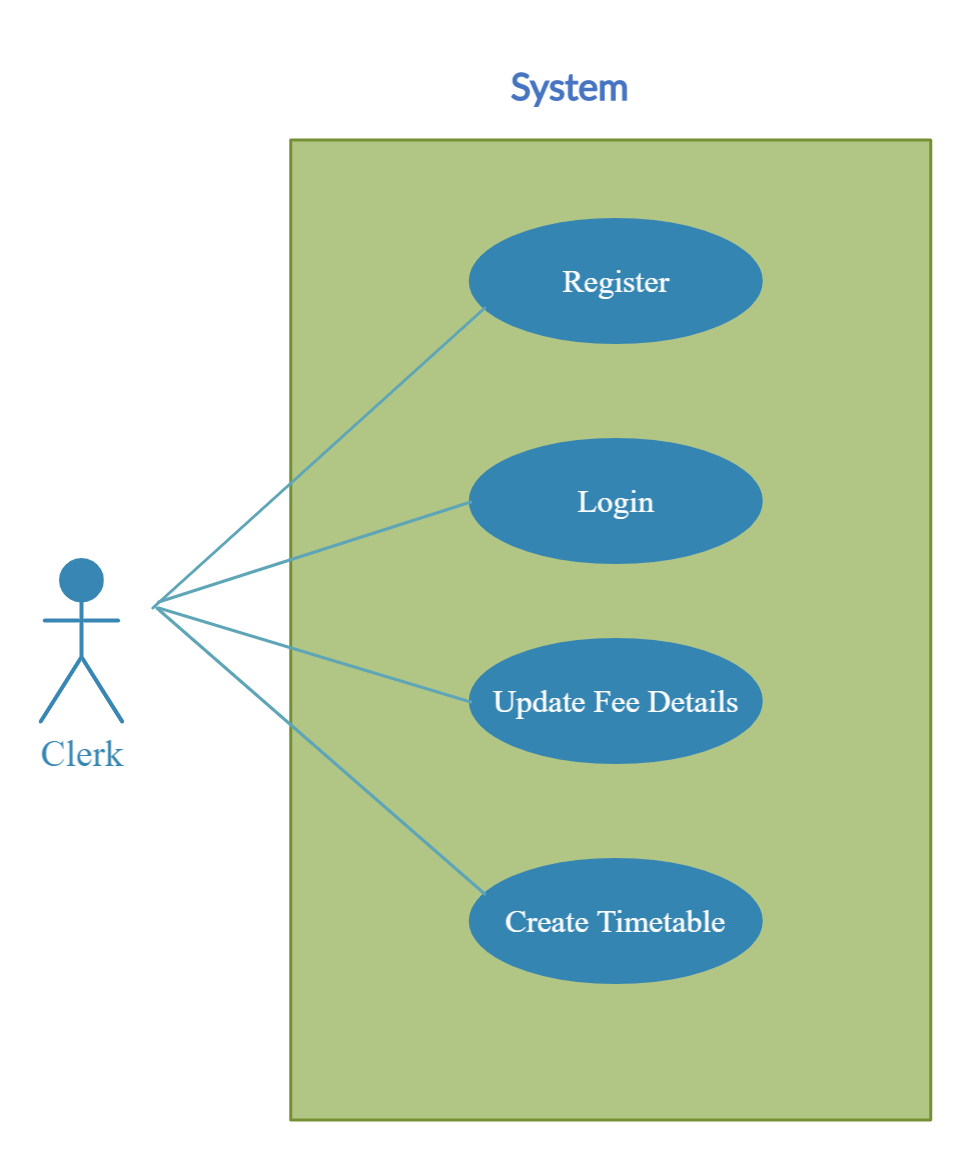 System
Register
Login
Update Fee Details
Clerk
Create Timetable